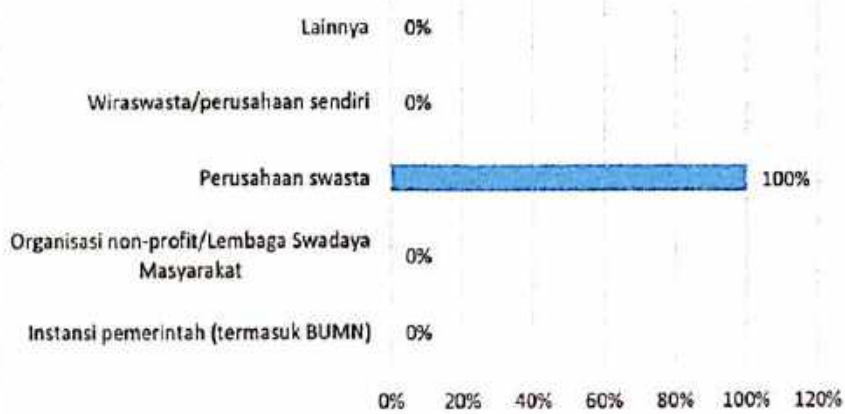 Lainnya 0%
Wiraswasta/perusahaan sendiri 0%
Perusahaan swasta 100%
Organisasi non-profit/Lembaga Swadaya
Masyarakat 0%
Instansi pemerintah (termasuk BUMN) 0%
0% 20% 40% 60% 80% 100% 120%